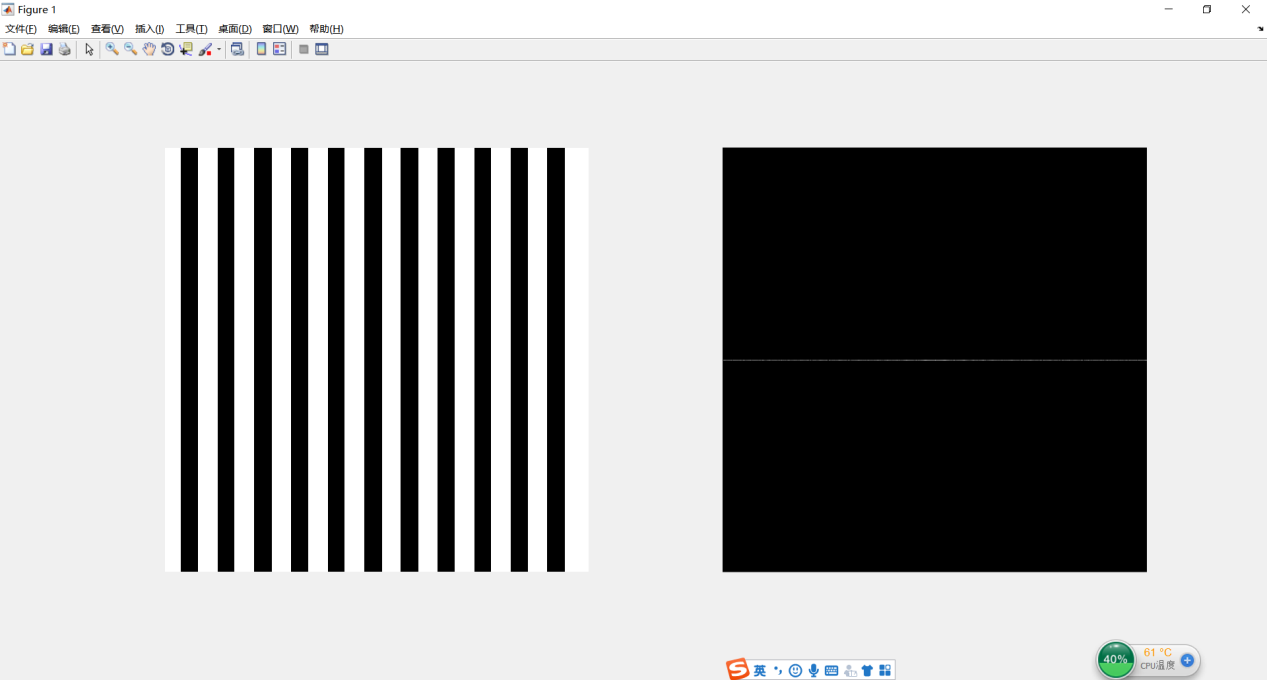 Figure 1
文件(F) 编辑(E) 查看(V) 插入(I) 工具(T) 桌面(D) 窗口(W) 帮助(H)
英
40% 61 °C
CPU温度